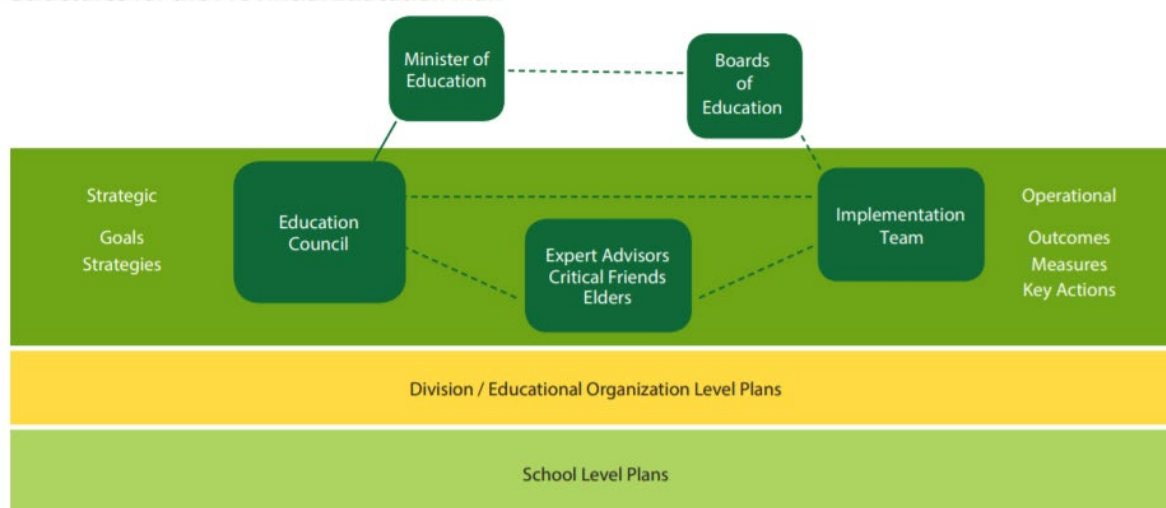 Minister of
Education
Boards
of
Education
Strategic
Goals
Strategies
Education
Council
Expert Advisors
Critical Friends
Elders
Implementation
Team
Operational
Outcomes
Measures
Key Actions
Division / Educational Organization Level Plans
School Level Plans